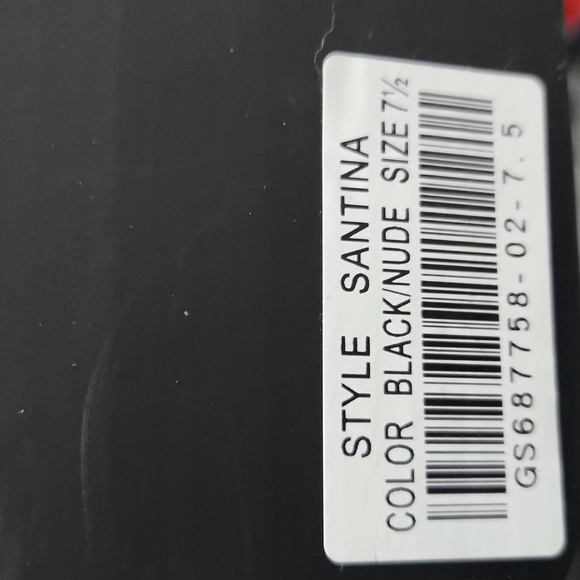 STYLE SANTINA
COLOR BLACK/NUDE SIZE 7½
GS687758-02-7.5